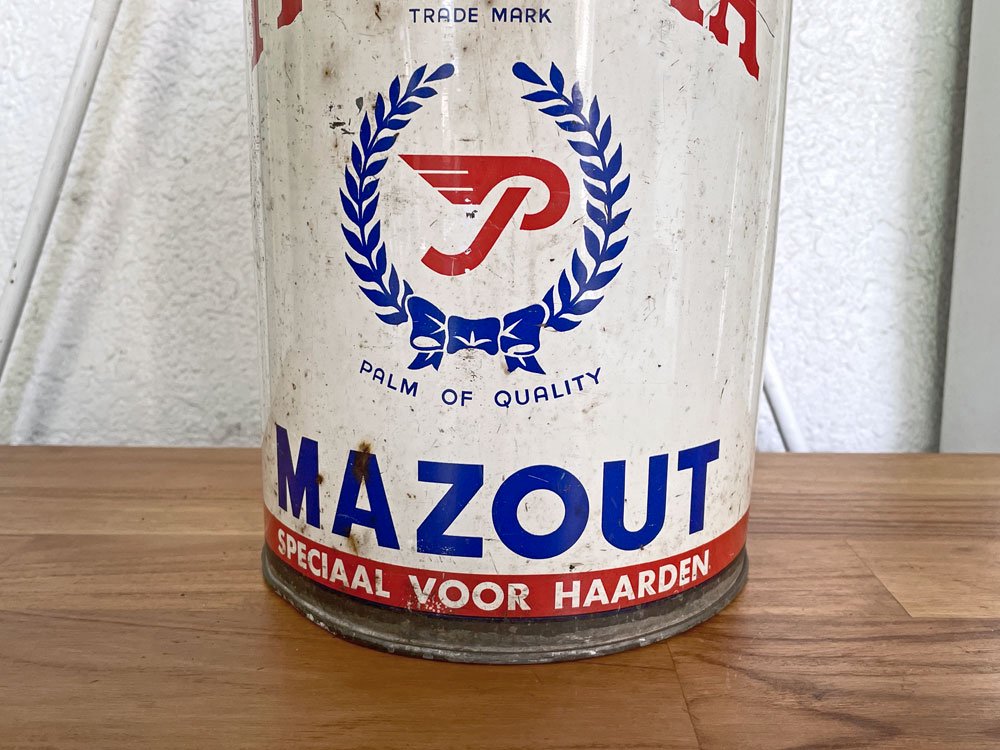 TRADE MARK
P
PALM OF QUALITY
MAZOUT
SPECIAAL VOOR HAARDEN